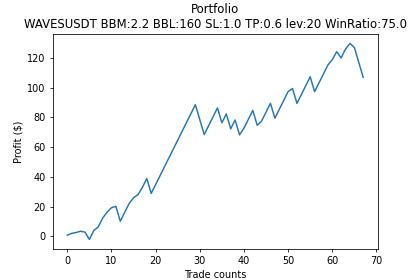 Portfolio
WAVESUSDT BBM:2.2 BBL:160 SL:1.0 TP:0.6 lev:20 WinRatio:75.0
120
100
80
60
40
20
0
Profit ($)
0 10 20 30 40 50 60 70
Trade counts